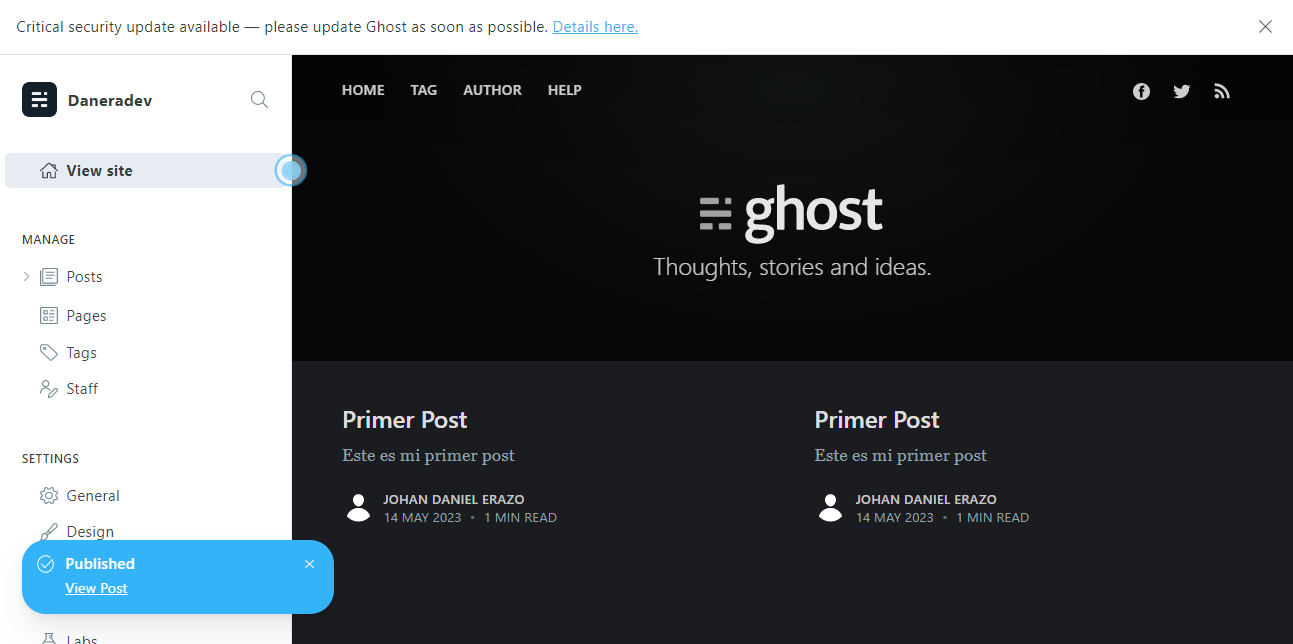 Critical security update available — please update Ghost as soon as possible. Details here.
Daneradev
View site
MANAGE
Posts
Pages
Tags
Staff
SETTINGS
General
Design
Published
View Post
Labs
HOME TAG AUTHOR HELP
ghost
Thoughts, stories and ideas.
Primer Post
Este es mi primer post
JOHAN DANIEL ERAZO
14 MAY 2023 • 1 MIN READ
Primer Post
Este es mi primer post
JOHAN DANIEL ERAZO
14 MAY 2023 • 1 MIN READ